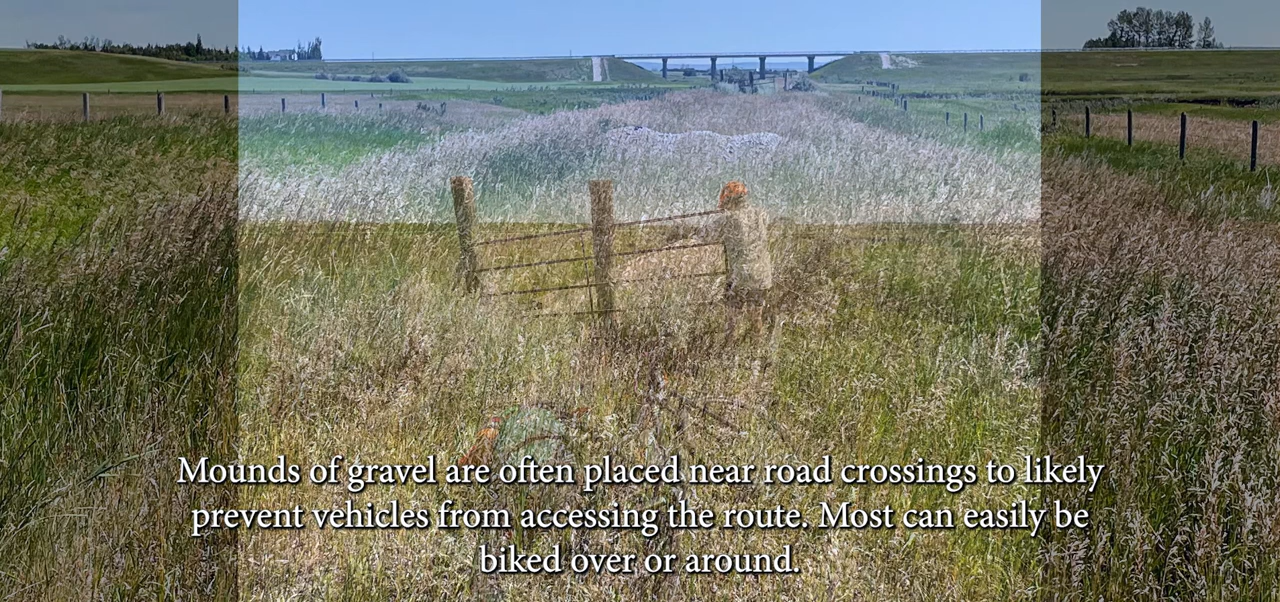 Mounds of gravel are often placed near road crossings to likely
prevent vehicles from accessing the route. Most can easily be
biked over or around.